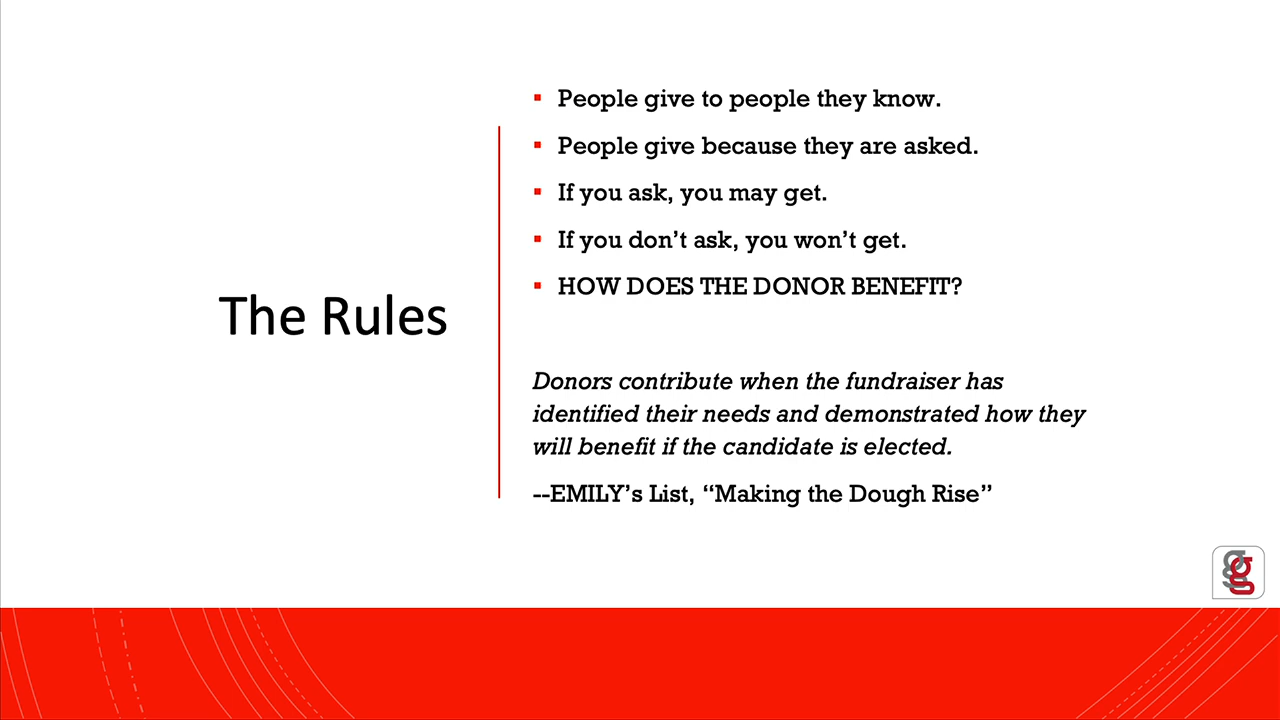 The Rules
People give to people they know.
People give because they are asked.
If you ask, you may get.
If you don’t ask, you won’t get.
HOW DOES THE DONOR BENEFIT?
Donors contribute when the fundraiser has
identified their needs and demonstrated how they
will benefit if the candidate is elected.
--EMILY’s List, “Making the Dough Rise”
gg